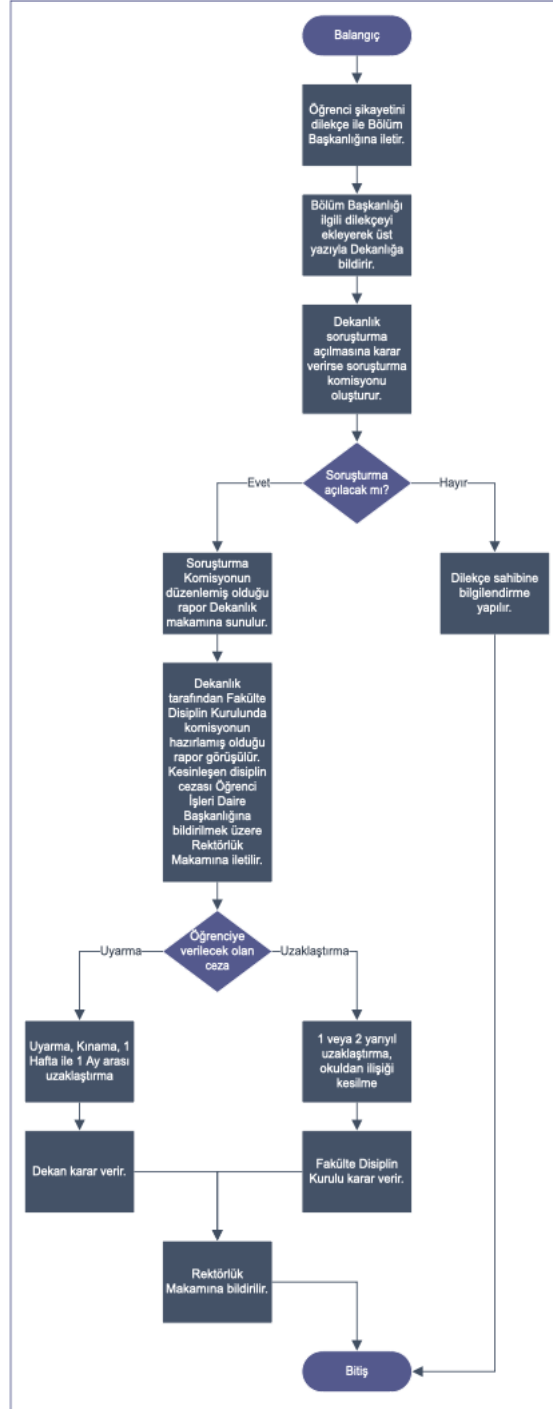 Balangıç
Öğrenci şikayetini
dilekçe ile Bölüm
Başkanlığına iletir.
Bölüm Başkanlığı
ilgili dilekçeyi
ekleyerek üst
yazıyla Dekanlığa
bildirir.
Dekanlık
soruşturma
açılmasına karar
verirse soruşturma
komisyonu
oluşturur.
Soruşturma
açılacak mı?
Evet
Hayır
Soruşturma
Komisyonun
düzenlemiş olduğu
rapor Dekanlık
makamına sunulur.
Dilekçe sahibine
bilgilendirme
yapılır.
Dekanlık
tarafından Fakülte
Disiplin Kurulunda
komisyonun
hazırlamış olduğu
rapor görüşülür.
Kesinleşen disiplin
cezası Öğrenci
İşleri Daire
Başkanlığına
bildirilmek üzere
Rektörlük
Makamına iletilir.
Öğrenciye
verilecek olan
ceza
Uyarma
Uzaklaştırma
Uyarma, Kınama, 1
Hafta ile 1 Ay arası
uzaklaştırma
1 veya 2 yarıyıl
uzaklaştırma,
okuldan ilişiği
kesilme
Dekan karar verir.
Fakülte Disiplin
Kurulu karar verir.
Rektörlük
Makamına bildirilir.
Bitiş